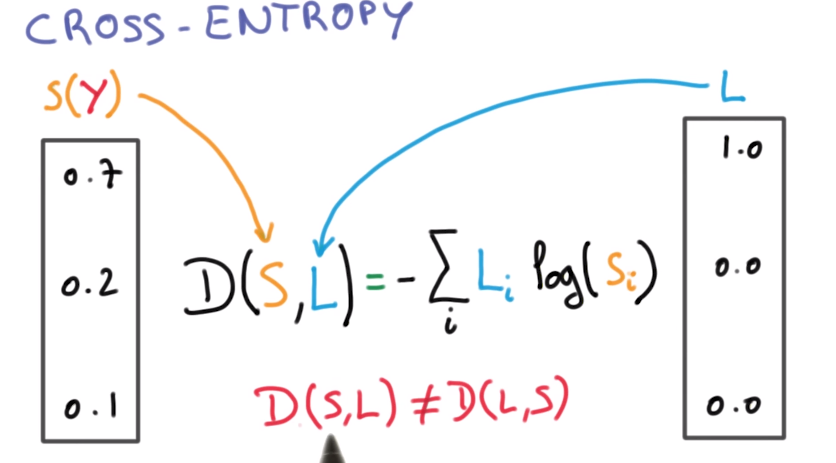 CROSS-ENTROPY
S(Y)
L
0.7
1.0
0.2
D(S,L) = -∑i Li log(Si)
0.0
0.1
D(S,L) ≠ D(L,S)
0.0